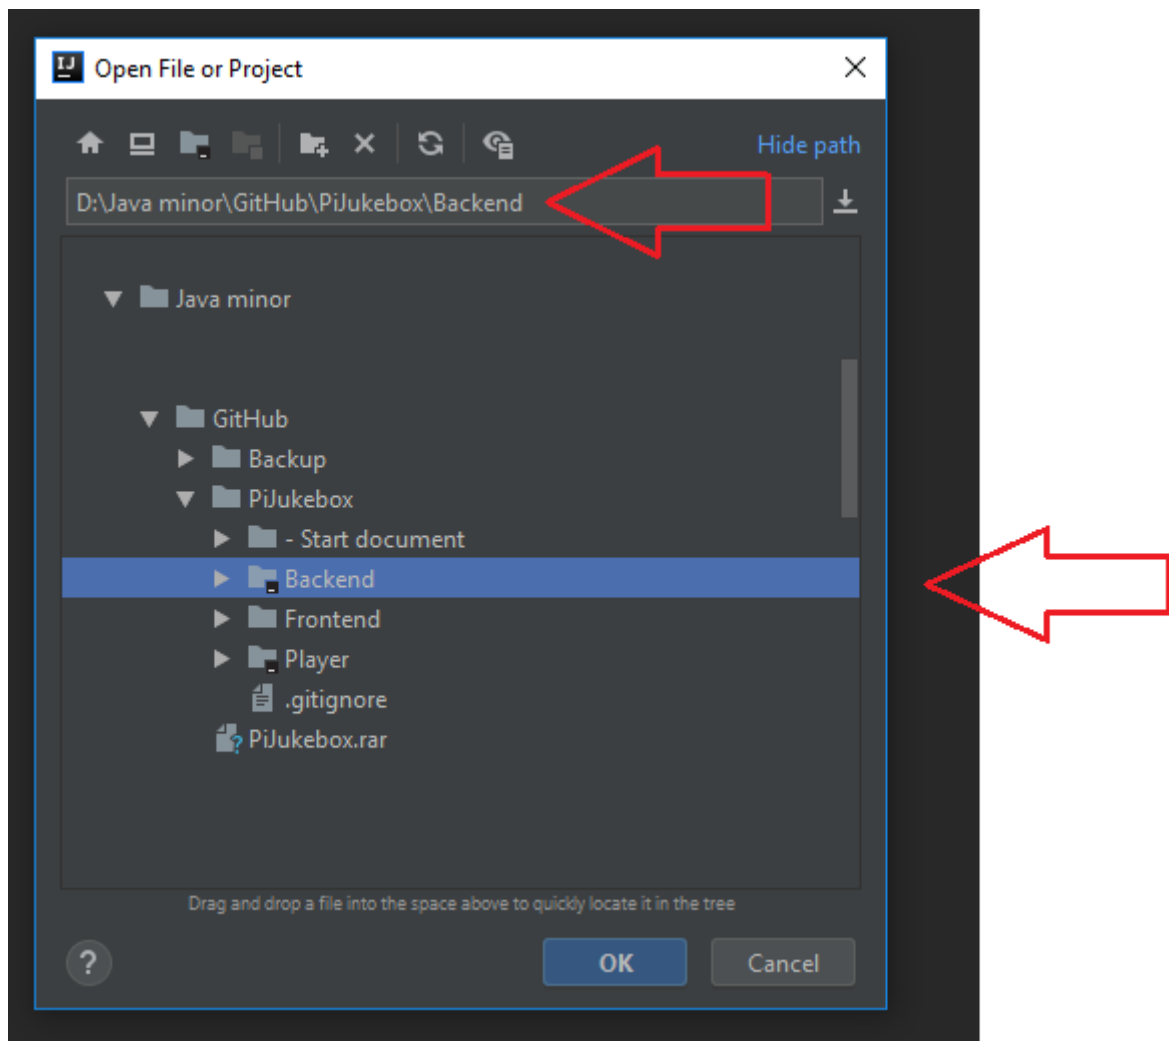 IJ
Open File or Project
Hide path
D:\Java minor\GitHub\PiJukebox\Backend
Java minor
GitHub
Backup
PiJukebox
- Start document
Backend
Frontend
Player
.gitignore
PiJukebox.rar
Drag and drop a file into the space above to quickly locate it in the tree
?
OK
Cancel